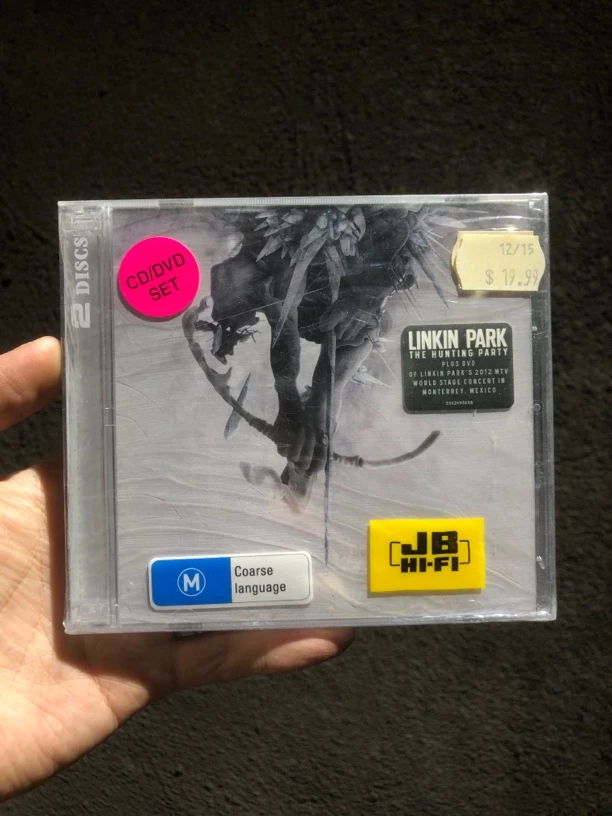 2 DISCS
CD/DVD
SET
12/15
$ 19.99
LINKIN PARK
THE HUNTING PARTY
PLUS DVD
OF LINKIN PARK'S 2012 MTV
WORLD STAGE CONCERT IN
MONTERREY, MEXICO
M
Coarse
language
JB
HI-FI